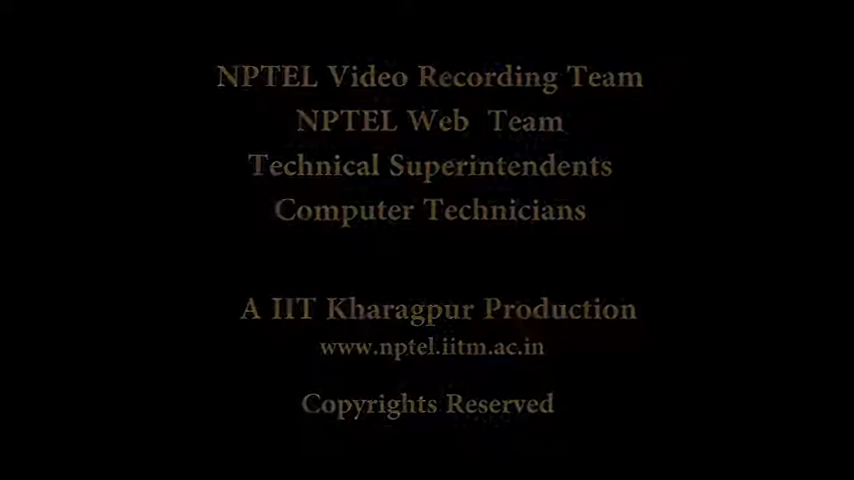 NPTEL Video Recording Team
NPTEL Web Team
Technical Superintendents
Computer Technicians
A IIT Kharagpur Production
www.nptel.iitm.ac.in
Copyrights Reserved